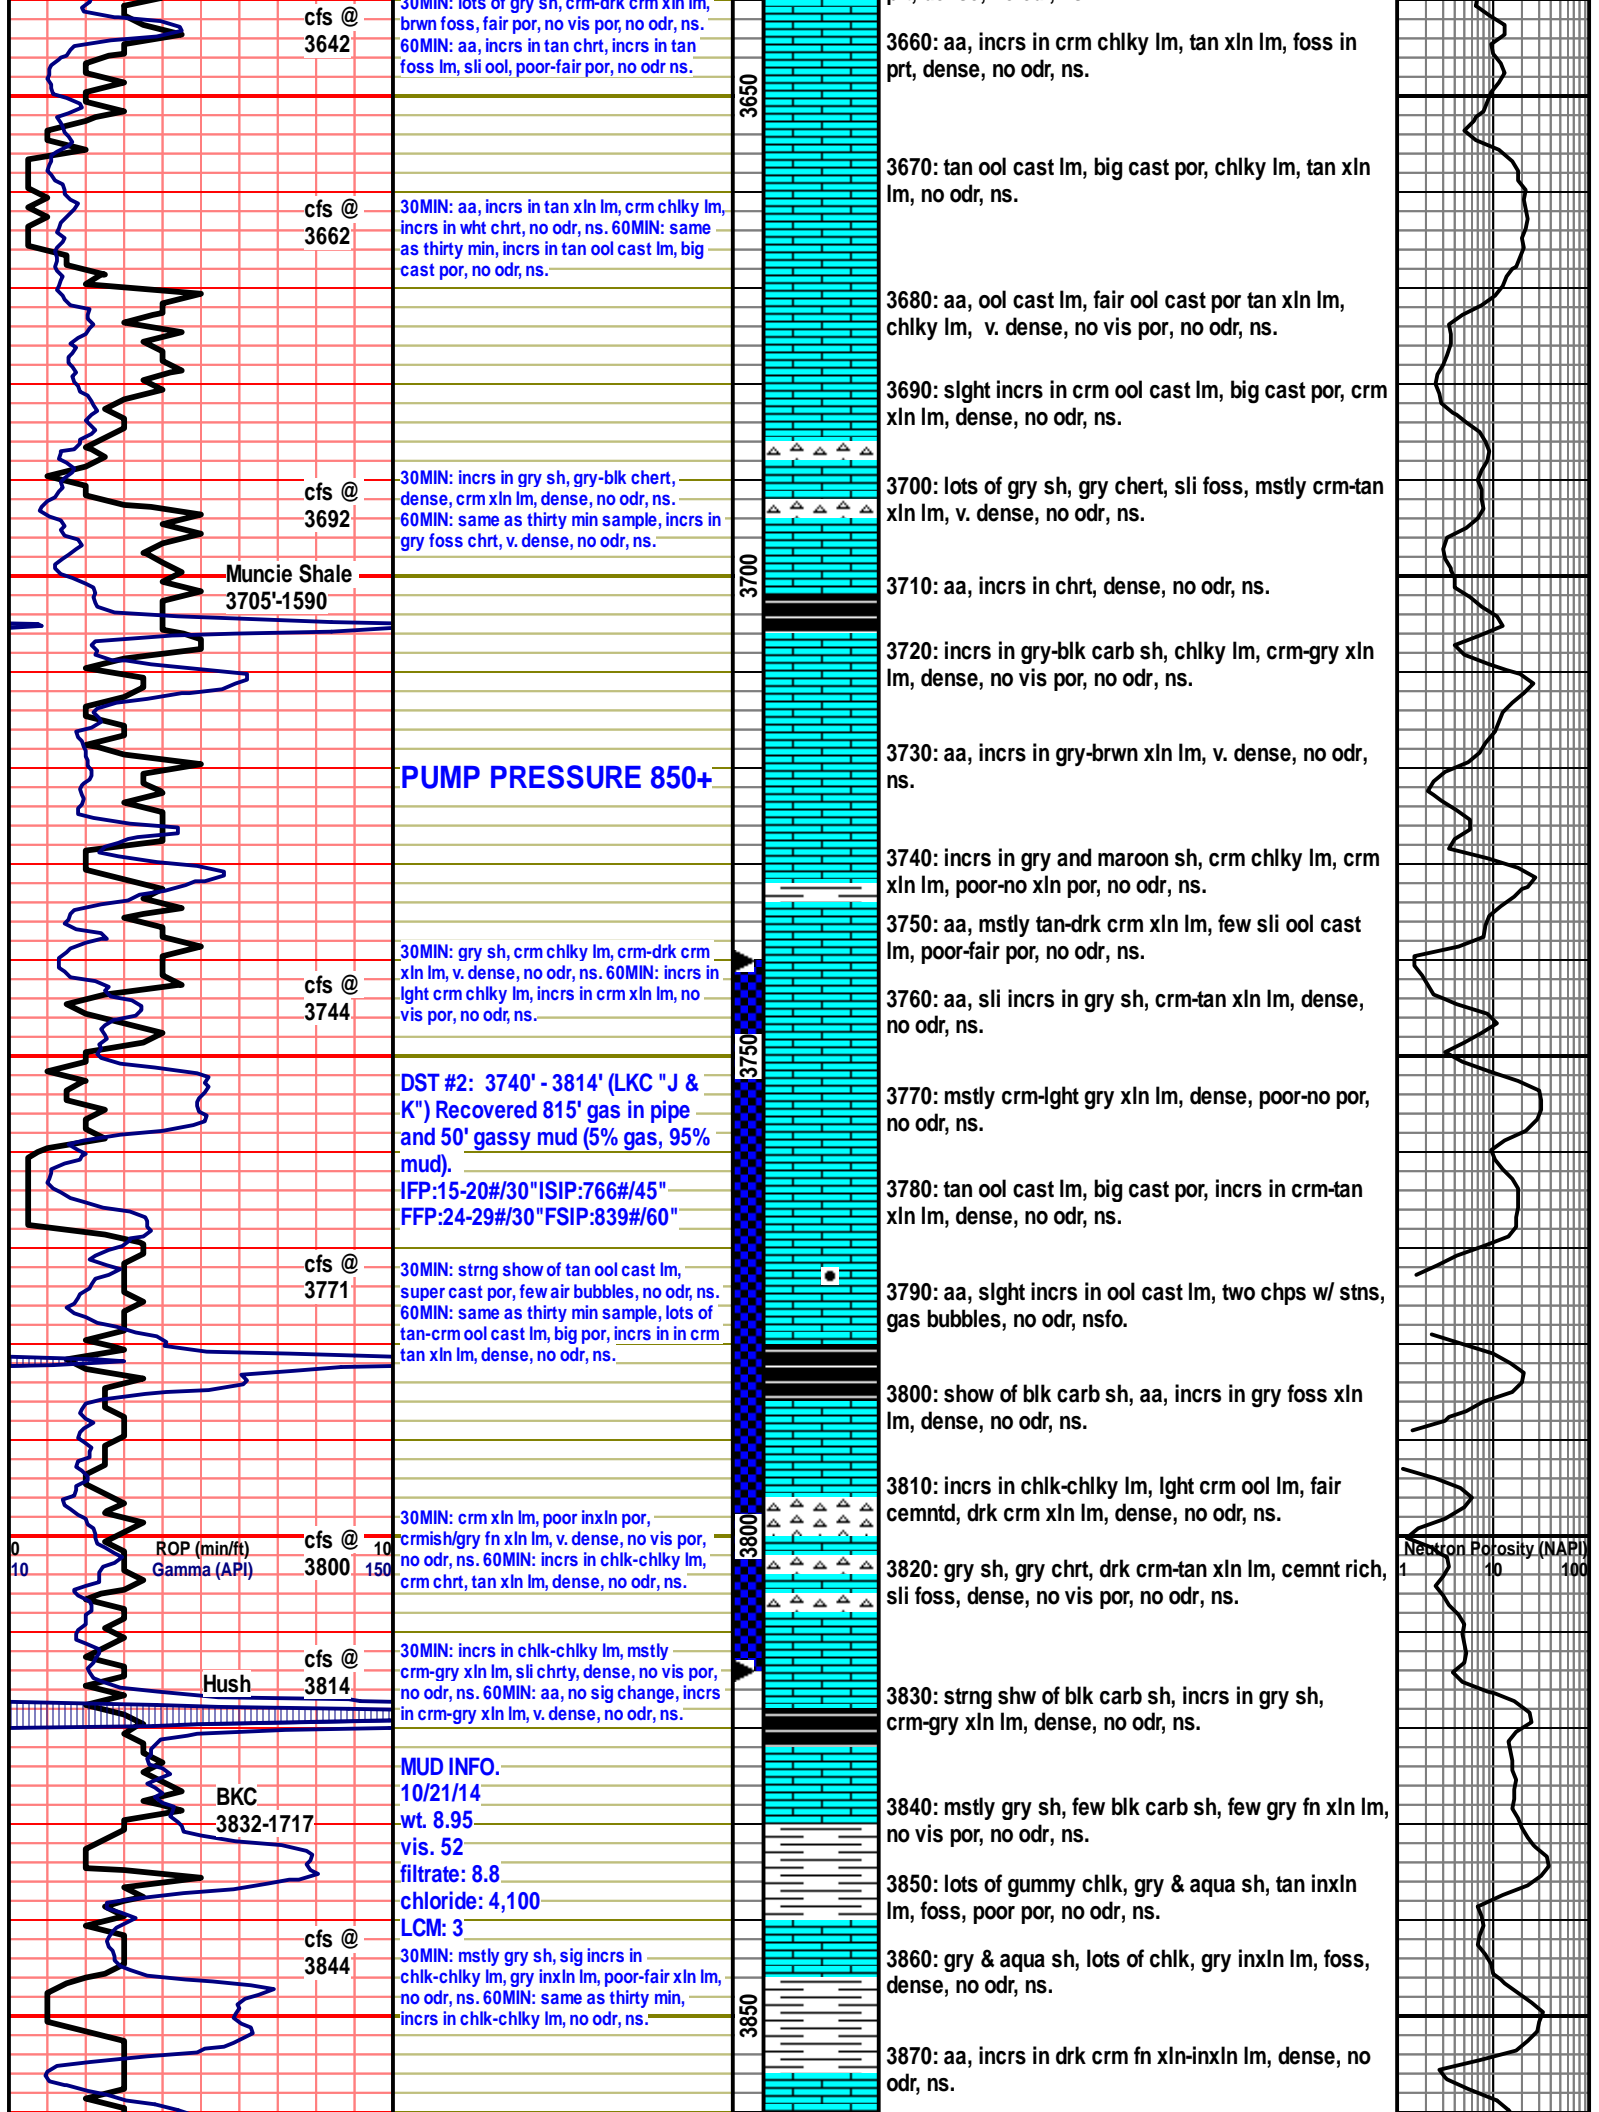 cfs @
3642
30MIN: lots of gry sh, crm-drk crm xln lm,
brwn foss, fair por, no vis por, no odr, ns.
60MIN: aa, incrs in tan chrt, incrs in tan
foss lm, sli ool, poor-fair por, no odr ns.
3650
3660: aa, incrs in crm chlky lm, tan xln lm, foss in
prt, dense, no odr, ns.
3670: tan ool cast lm, big cast por, chlky lm, tan xln
lm, no odr, ns.
cfs @
3662
30MIN: aa, incrs in tan xln lm, crm chlky lm,
incrs in wht chrt, no odr, ns. 60MIN: same
as thirty min, incrs in tan ool cast lm, big
cast por, no odr, ns.
3680: aa, ool cast lm, fair ool cast por tan xln lm,
chlky lm, v. dense, no vis por, no odr, ns.
3690: slght incrs in crm ool cast lm, big cast por, crm
xln lm, dense, no odr, ns.
cfs @
3692
30MIN: incrs in gry sh, gry-blk chert,
dense, crm xln lm, dense, no odr, ns.
60MIN: same as thirty min sample, incrs in
gry foss chrt, v. dense, no odr, ns.
3700: lots of gry sh, gry chert, sli foss, mstly crm-tan
xln lm, v. dense, no odr, ns.
Muncie Shale
3705'-1590
3700
3710: aa, incrs in chrt, dense, no odr, ns.
3720: incrs in gry-blk carb sh, chlky lm, crm-gry xln
lm, dense, no vis por, no odr, ns.
PUMP PRESSURE 850+
3730: aa, incrs in gry-brwn xln lm, v. dense, no odr,
ns.
3740: incrs in gry and maroon sh, crm chlky lm, crm
xln lm, poor-no xln por, no odr, ns.
3750: aa, mstly tan-drk crm xln lm, few sli ool cast
lm, poor-fair por, no odr, ns.
cfs @
3744
30MIN: gry sh, crm chlky lm, crm-drk crm
xln lm, v. dense, no odr, ns. 60MIN: incrs in
lght crm chlky lm, incrs in crm xln lm, no
vis por, no odr, ns.
3760: aa, sli incrs in gry sh, crm-tan xln lm, dense,
no odr, ns.
3750
DST #2: 3740' - 3814' (LKC "J &
K") Recovered 815' gas in pipe
and 50' gassy mud (5% gas, 95%
mud).
IFP:15-20#/30"ISIP:766#/45"
FFP:24-29#/30"FSIP:839#/60"
3770: mstly crm-lght gry xln lm, dense, poor-no por,
no odr, ns.
3780: tan ool cast lm, big cast por, incrs in crm-tan
xln lm, dense, no odr, ns.
cfs @
3771
30MIN: strng show of tan ool cast lm,
super cast por, few air bubbles, no odr, ns.
60MIN: same as thirty min sample, lots of
tan-crm ool cast lm, big por, incrs in in crm
tan xln lm, dense, no odr, ns.
3790: aa, slght incrs in ool cast lm, two chps w/ stns,
gas bubbles, no odr, nsfo.
3800: show of blk carb sh, aa, incrs in gry foss xln
lm, dense, no odr, ns.
3810: incrs in chlk-chlky lm, lght crm ool lm, fair
cemntd, drk crm xln lm, dense, no odr, ns.
0 ROP (min/ft) 10
10 Gamma (API) 150
cfs @
3800
30MIN: crm xln lm, poor inxln por,
crmish/gry fn xln lm, v. dense, no vis por,
no odr, ns. 60MIN: incrs in chlk-chlky lm,
crm chrt, tan xln lm, dense, no odr, ns.
3800
Neutron Porosity (NAPI)
1 10 100
3820: gry sh, gry chrt, drk crm-tan xln lm, cemnt rich,
sli foss, dense, no vis por, no odr, ns.
cfs @
3814
Hush
30MIN: incrs in chlk-chlky lm, mstly
crm-gry xln lm, sli chrty, dense, no vis por,
no odr, ns. 60MIN: aa, no sig change, incrs
in crm-gry xln lm, v. dense, no odr, ns.
3830: strng shw of blk carb sh, incrs in gry sh,
crm-gry xln lm, dense, no odr, ns.
BKC
3832-1717
MUD INFO.
10/21/14
wt. 8.95
vis. 52
filtrate: 8.8
chloride: 4,100
LCM: 3
3840: mstly gry sh, few blk carb sh, few gry fn xln lm,
no vis por, no odr, ns.
3850: lots of gummy chlk, gry & aqua sh, tan inxln
lm, foss, poor por, no odr, ns.
cfs @
3844
30MIN: mstly gry sh, sig incrs in
chlk-chlky lm, gry inxln lm, poor-fair xln lm,
no odr, ns. 60MIN: same as thirty min,
incrs in chlk-chlky lm, no odr, ns.
3850
3860: gry & aqua sh, lots of chlk, gry inxln lm, foss,
dense, no odr, ns.
3870: aa, incrs in drk crm fn xln-inxln lm, dense, no
odr, ns.